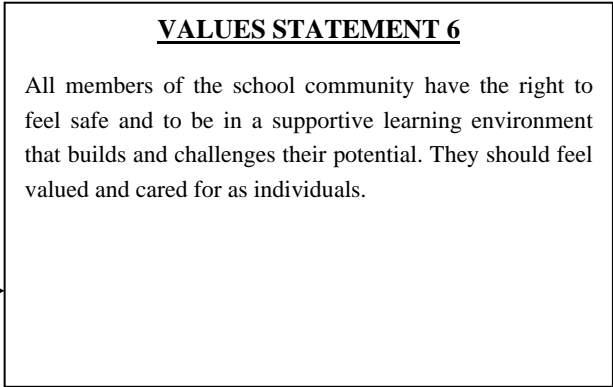 VALUES STATEMENT 6
All members of the school community have the right to
feel safe and to be in a supportive learning environment
that builds and challenges their potential. They should feel
valued and cared for as individuals.